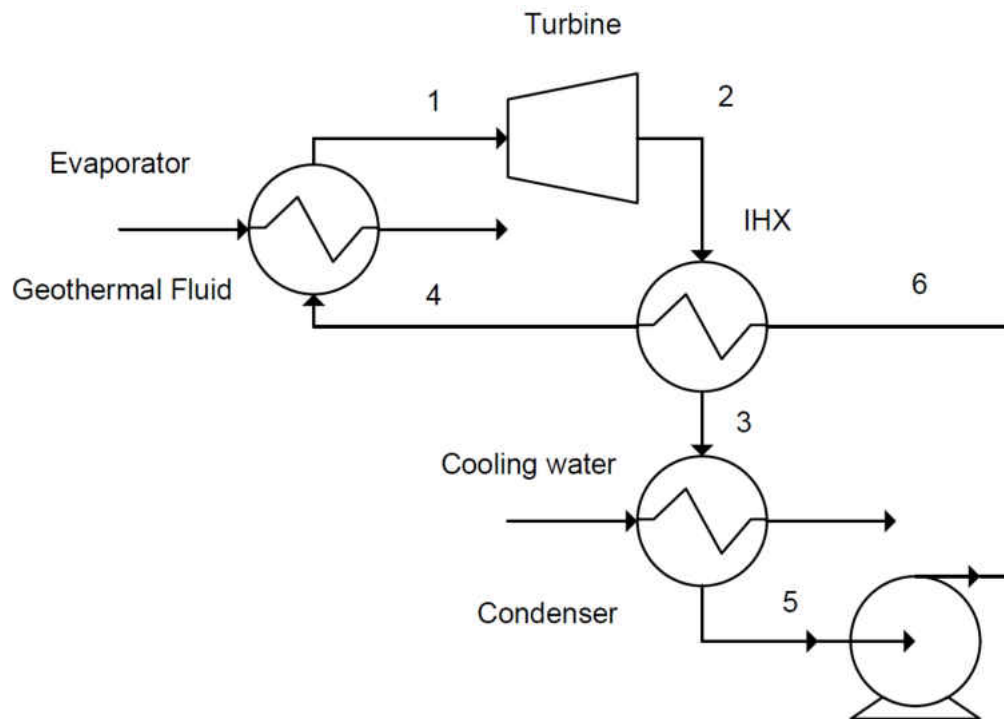 Turbine
1
2
Evaporator
IHX
Geothermal Fluid
4
6
3
Cooling water
Condenser
5